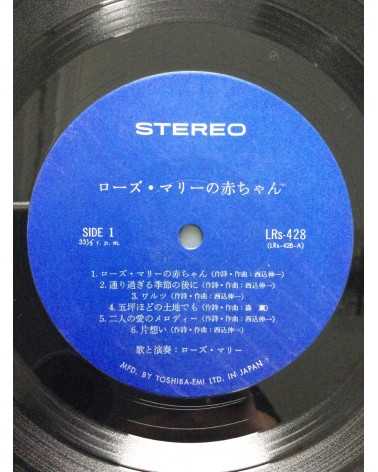 STEREO
ローズ・マリーの赤ちゃん
SIDE 1
33⅓ r. p. m.
LRs-428
(LRs-428-A)
1.ローズ・マリーの赤ちゃん(作詩・作曲:西込伸一)
2.通り過ぎる季節の後に(作詩・作曲:西込伸一)
3.ワルツ(作詩・作曲:西込伸一)
4.五坪ほどの土地でも(作詩・作曲:森 薫)
5.二人の愛のメロディー(作詩・作曲:西込伸一)
6.片想い(作詩・作曲:西込伸一)
歌と演奏:ローズ・マリー
MFD. BY TOSHIBA-EMI LTD. IN JAPAN